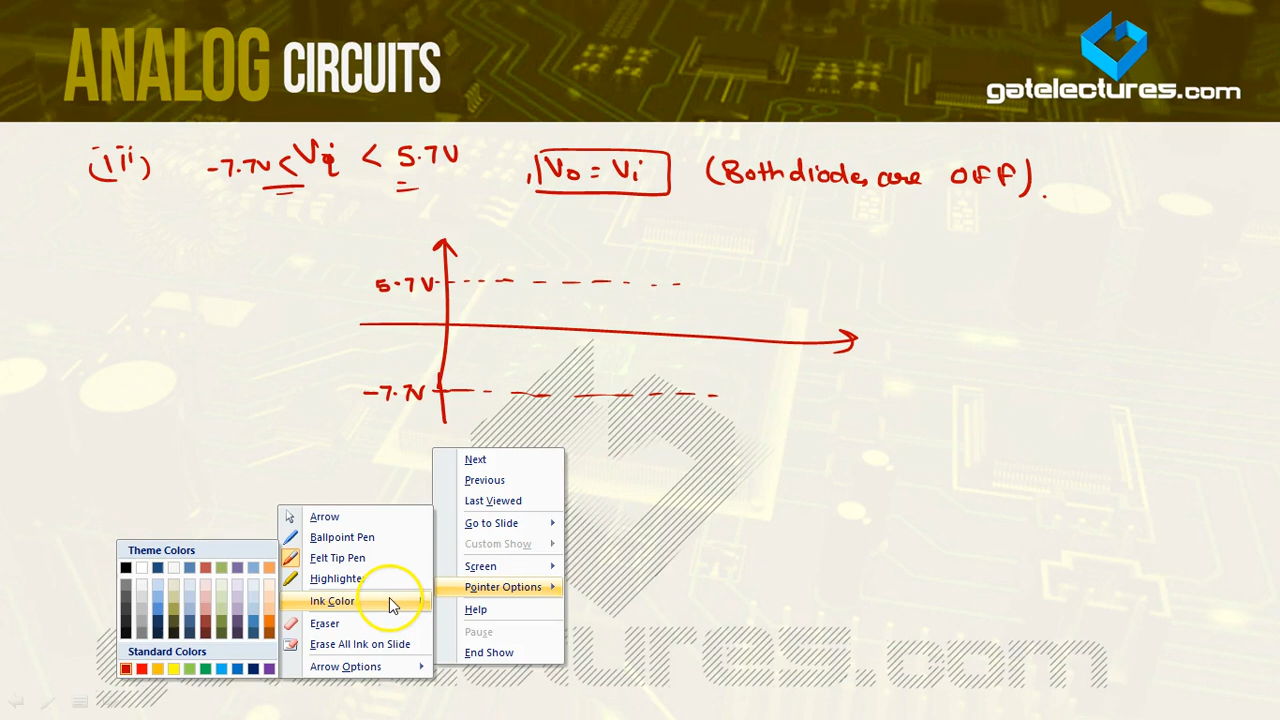 ANALOG CIRCUITS
gatelectures.com
(iii) -7.7V < Vi < 5.7V , Vo = Vi (Both diodes are OFF).
5.7V
-7.7V
Next
Previous
Last Viewed
Go to Slide
Custom Show
Screen
Pointer Options
Help
Pause
End Show
Arrow
Ballpoint Pen
Felt Tip Pen
Highlighter
Ink Color
Eraser
Erase All Ink on Slide
Arrow Options
Theme Colors
Standard Colors